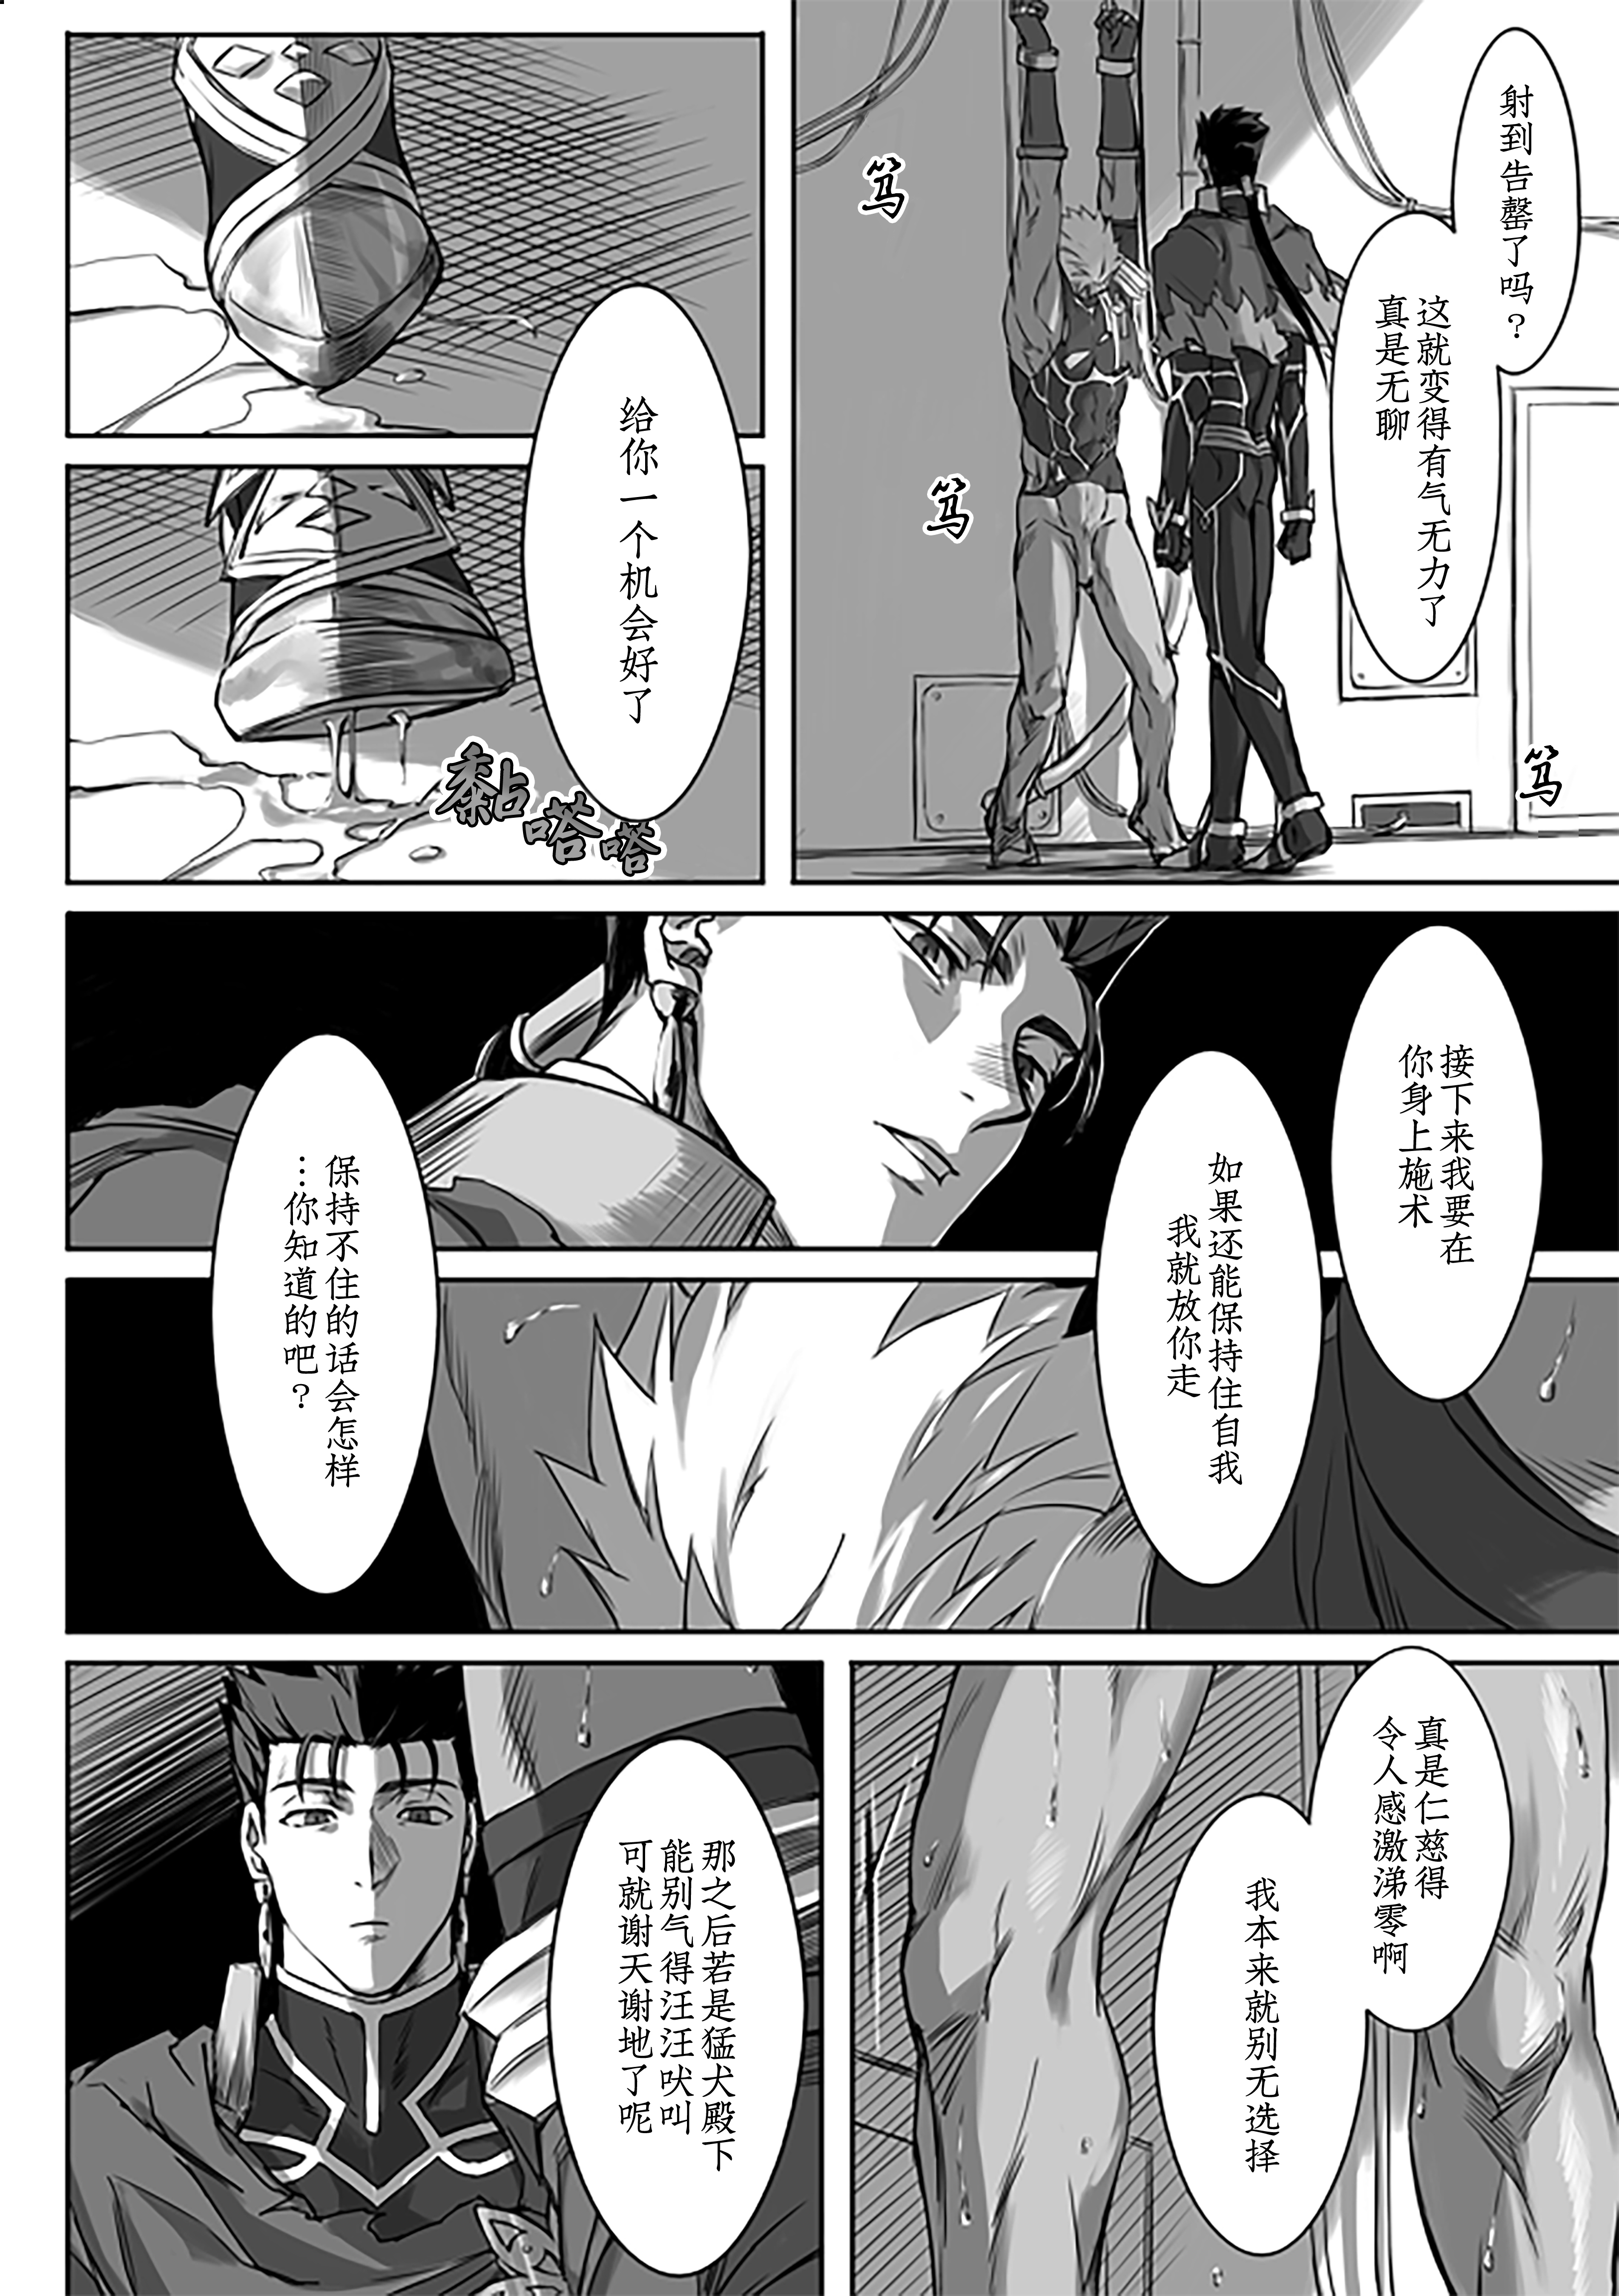 射到告罄了吗？
这就变得有气无力了
真是无聊
笃
笃
笃
给你一个机会好了
黏嗒嗒
接下来我要在
你身上施术
如果还能保持住自我
我就放你走
保持不住的话会怎样
…你知道的吧？
真是仁慈得
令人感激涕零啊
我本来就别无选择
那之后若是猛犬殿下
能别气得汪汪吠叫
可就谢天谢地了呢